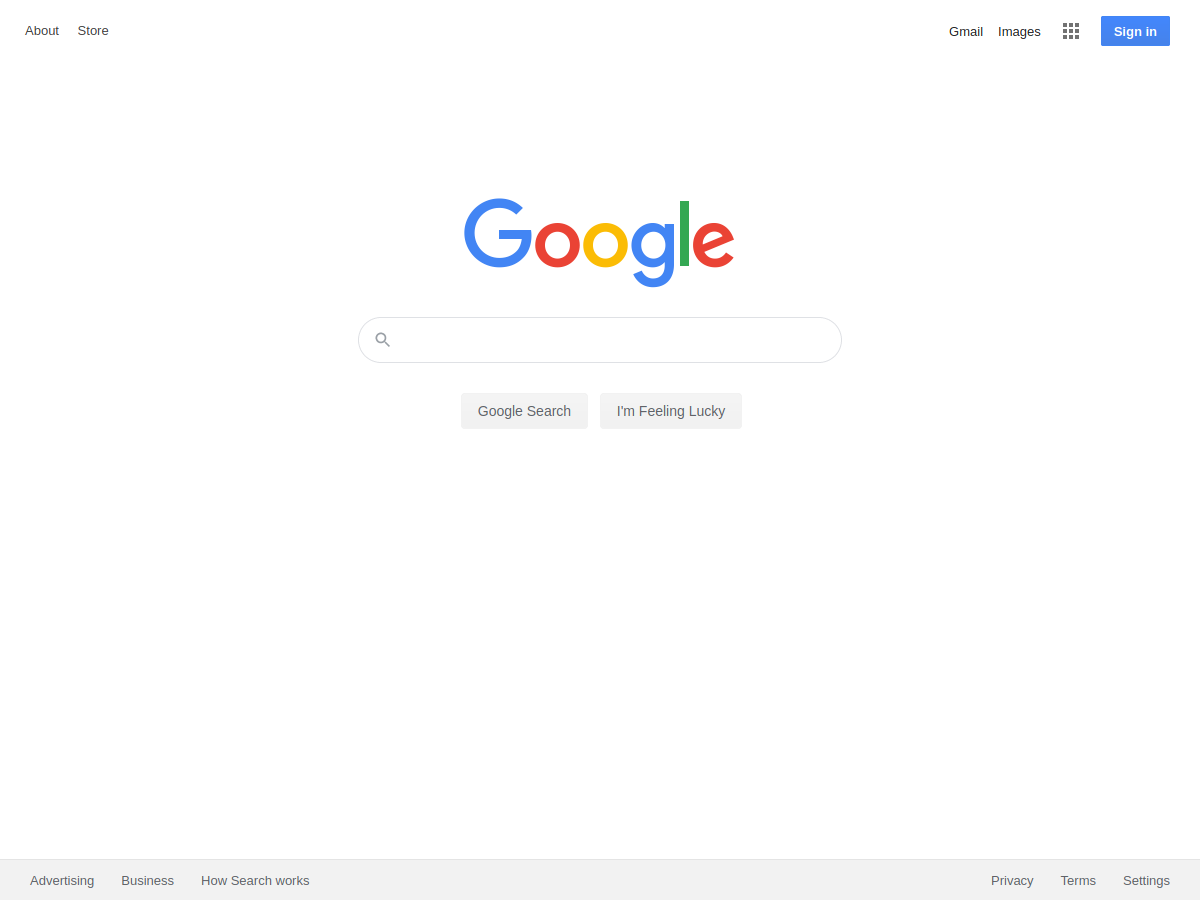 About Store Gmail Images Sign in
Google
Google Search I'm Feeling Lucky
Advertising Business How Search works Privacy Terms Settings